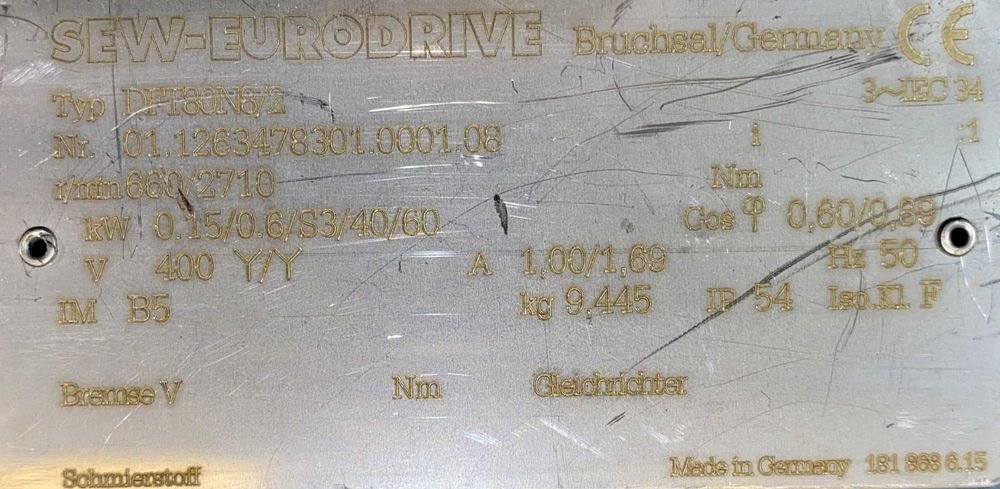 SEW-EURODRIVE Bruchsal/Germany CE
Typ DFT80N8/2 3~IEC 34
Nr. 01.1263478301.0001.08 i :1
r/min 660/2710 Nm
kW 0.15/0.6/S3/40/60 Cos φ 0,60/0,89
V 400 Y/Y A 1,00/1,69 Hz 50
IM B5 kg 9,445 IP 54 Iso.Kl. F
Bremse V Nm Gleichrichter
Schmierstoff Made in Germany 181 868 6.15